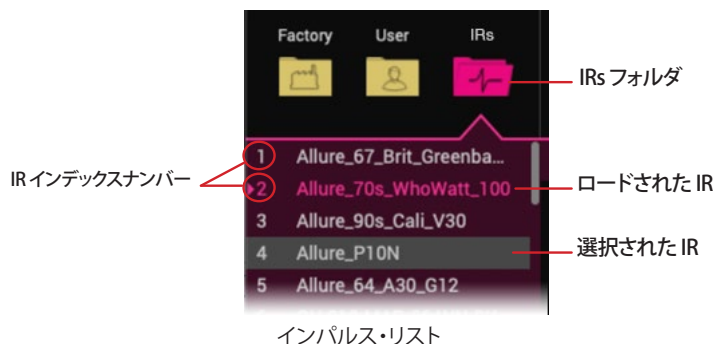 Factory User IRs
IRs フォルダ
IR インデックスナンバー
1 Allure_67_Brit_Greenba...
2 Allure_70s_WhoWatt_100
ロードされた IR
3 Allure_90s_Cali_V30
4 Allure_P10N
選択された IR
5 Allure_64_A30_G12
インパルス・リスト